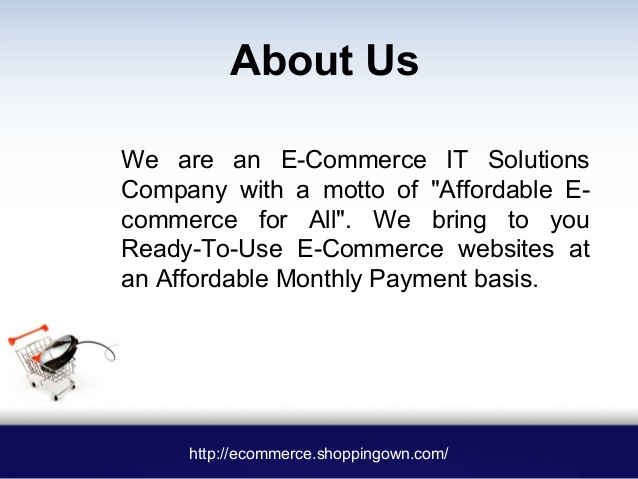 About Us
We are an E-Commerce IT Solutions
Company with a motto of "Affordable E-
commerce for All". We bring to you
Ready-To-Use E-Commerce websites at
an Affordable Monthly Payment basis.
http://ecommerce.shoppingown.com/